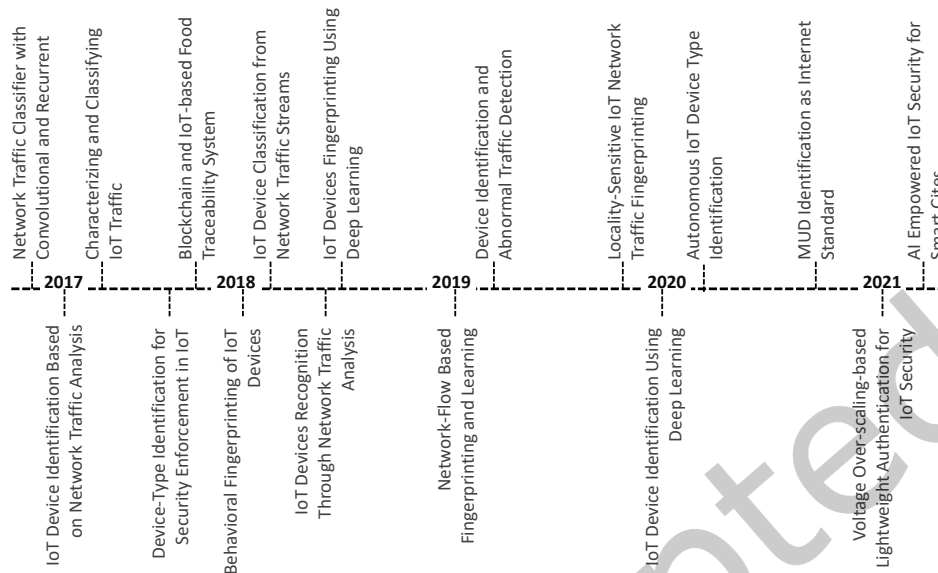 Network Traffic Classifier with
Convolutional and Recurrent
Characterizing and Classifying
IoT Traffic
Blockchain and IoT-based Food
Traceability System
IoT Device Classification from
Network Traffic Streams
IoT Devices Fingerprinting Using
Deep Learning
Device Identification and
Abnormal Traffic Detection
Locality-Sensitive IoT Network
Traffic Fingerprinting
Autonomous IoT Device Type
Identification
MUD Identification as Internet
Standard
AI Empowered IoT Security for
Smart Cites
2017
2018
2019
2020
2021
IoT Device Identification Based
on Network Traffic Analysis
Device-Type Identification for
Security Enforcement in IoT
Behavioral Fingerprinting of IoT
Devices
IoT Devices Recognition
Through Network Traffic
Analysis
Network-Flow Based
Fingerprinting and Learning
IoT Device Identification Using
Deep Learning
Voltage Over-scaling-based
Lightweight Authentication for
IoT Security